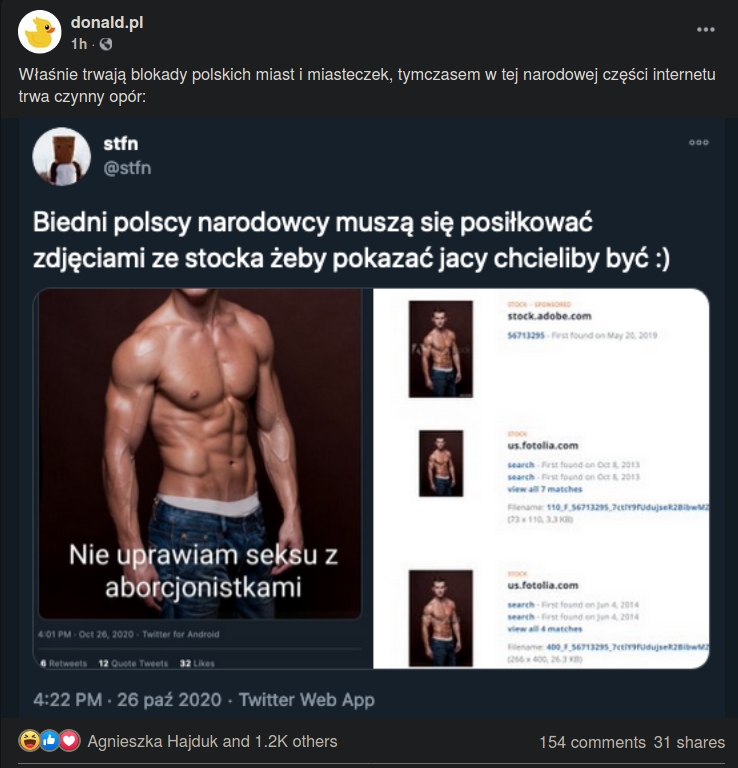 donald.pl
1h ·
Właśnie trwają blokady polskich miast i miasteczek, tymczasem w tej narodowej części internetu
trwa czynny opór:
stfn
@stfn
Biedni polscy narodowcy muszą się posiłkować
zdjęciami ze stocka żeby pokazać jacy chcieliby być :)
Nie uprawiam seksu z
aborcjonistkami
4:01 PM · Oct 26, 2020 · Twitter for Android
6 Retweets 12 Quote Tweets 32 Likes
STOCK - SPONSORED
stock.adobe.com
56713295 - First found on May 20, 2019
STOCK
us.fotolia.com
search - First found on Oct 8, 2013
search - First found on Oct 8, 2013
view all 7 matches
Filename:
(73 x 110, 3.3 KB)
STOCK
us.fotolia.com
search - First found on Jun 4, 2014
search - First found on Jun 4, 2014
view all 4 matches
Filename:
(266 x 400, 26.3 KB)
4:22 PM · 26 paź 2020 · Twitter Web App
Agnieszka Hajduk and 1.2K others
154 comments 31 shares